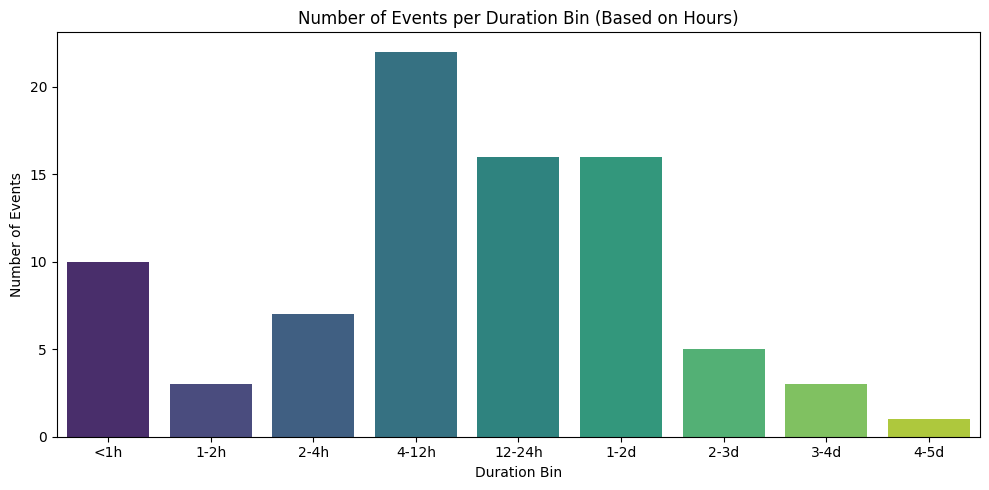 Number of Events per Duration Bin (Based on Hours)
Number of Events
20
15
10
5
0
<1h 1-2h 2-4h 4-12h 12-24h 1-2d 2-3d 3-4d 4-5d
Duration Bin